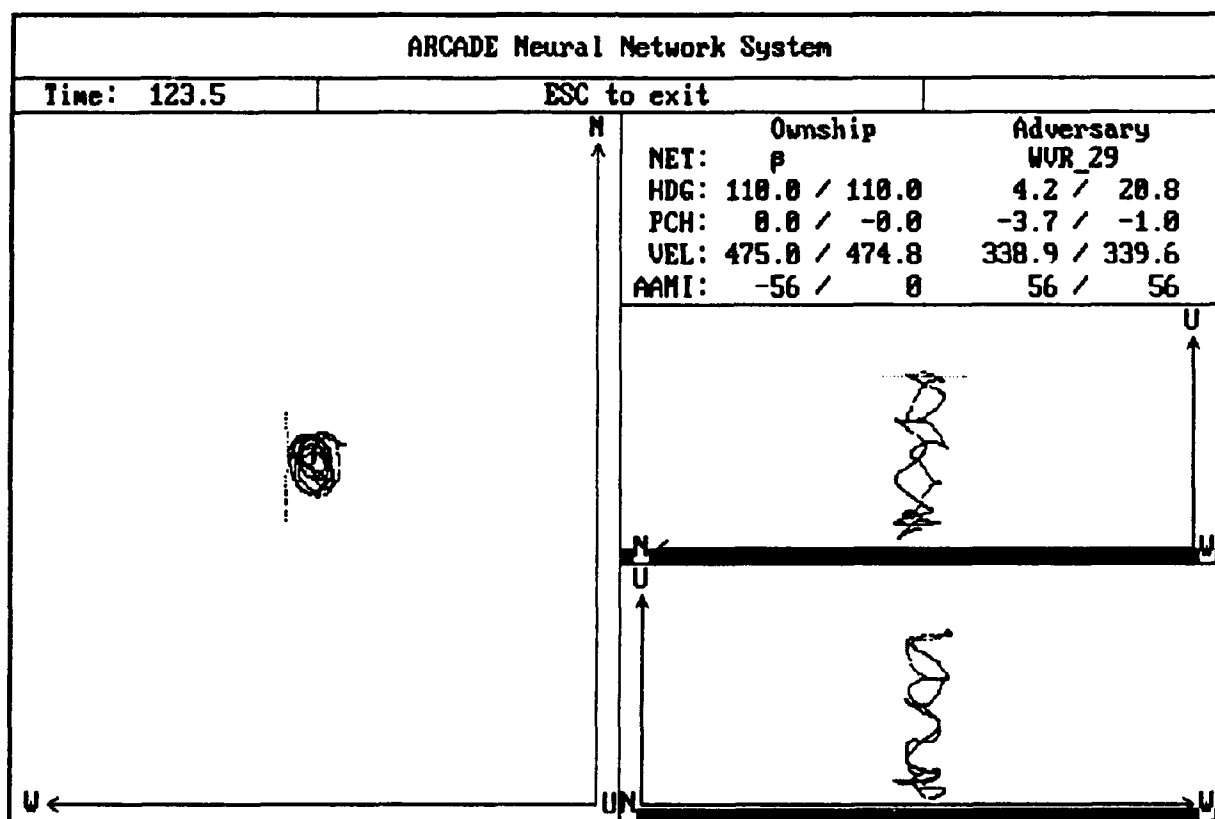 ARCADE Neural Network System
Time: 123.5 ESC to exit
N
Ownship Adversary
NET: β WVR_29
HDG: 110.0 / 110.0 4.2 / 20.8
PCH: 0.0 / -0.0 -3.7 / -1.0
VEL: 475.0 / 474.8 338.9 / 339.6
AAMI: -56 / 0 56 / 56
U
N W
U
W U N W